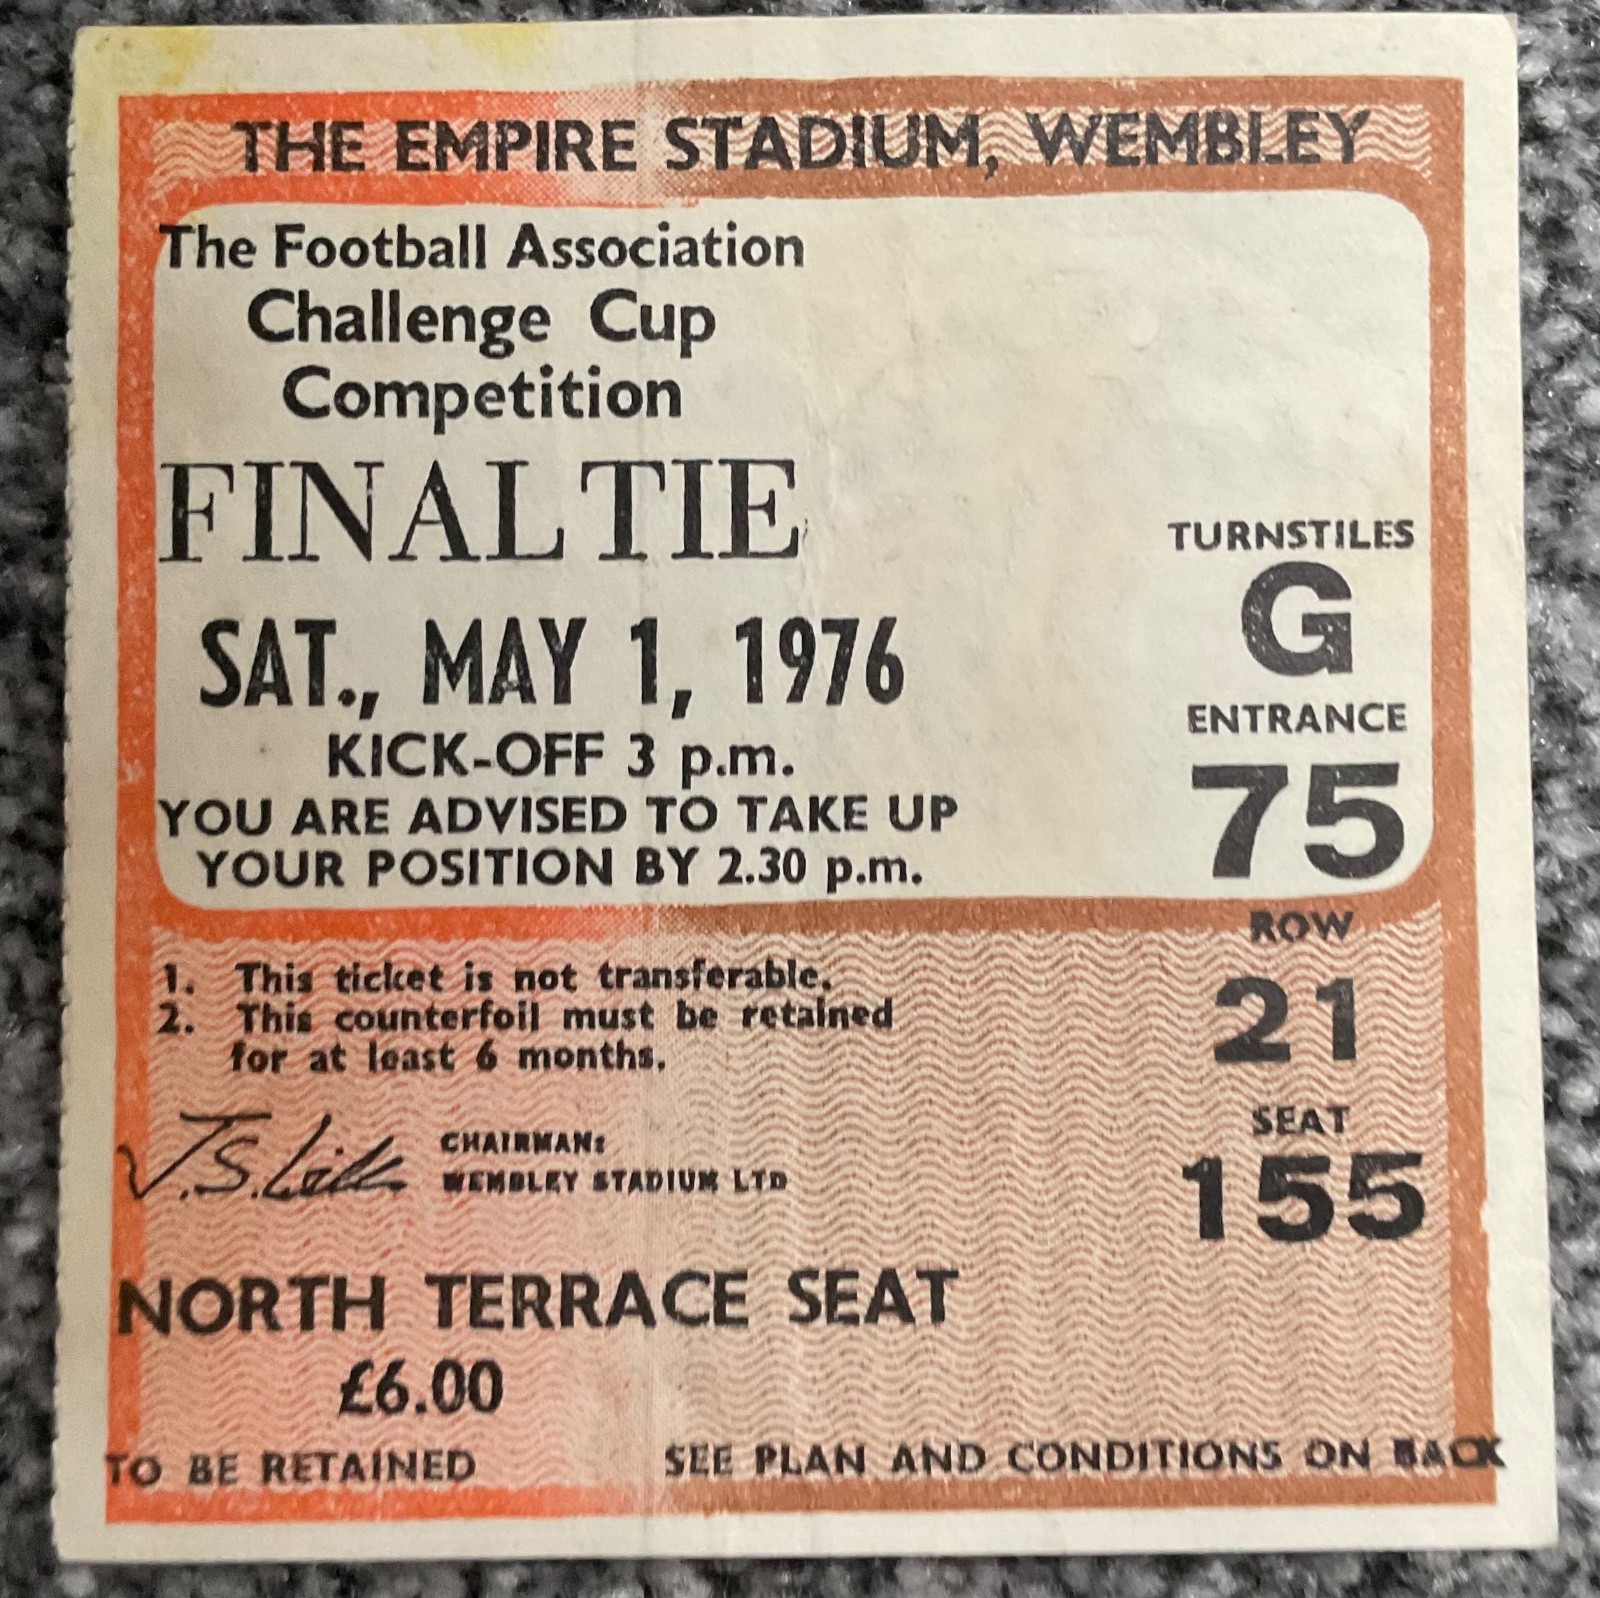 THE EMPIRE STADIUM, WEMBLEY
The Football Association
Challenge Cup
Competition
FINAL TIE
SAT., MAY 1, 1976
KICK-OFF 3 p.m.
YOU ARE ADVISED TO TAKE UP
YOUR POSITION BY 2.30 p.m.
TURNSTILES
G
ENTRANCE
75
ROW
21
SEAT
155
1. This ticket is not transferable.
2. This counterfoil must be retained
for at least 6 months.
CHAIRMAN:
WEMBLEY STADIUM LTD
NORTH TERRACE SEAT
£6.00
TO BE RETAINED
SEE PLAN AND CONDITIONS ON BACK